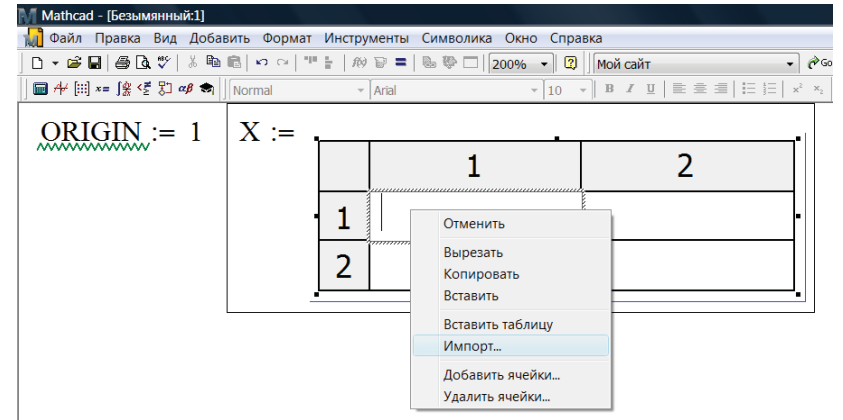 Mathcad - [Безымянный:1]
Файл Правка Вид Добавить Формат Инструменты Символика Окно Справка
200% Мой сайт Go
Normal Arial 10 B I U
ORIGIN := 1 X :=
1 2
1
2
Отменить
Вырезать
Копировать
Вставить
Вставить таблицу
Импорт...
Добавить ячейки...
Удалить ячейки...